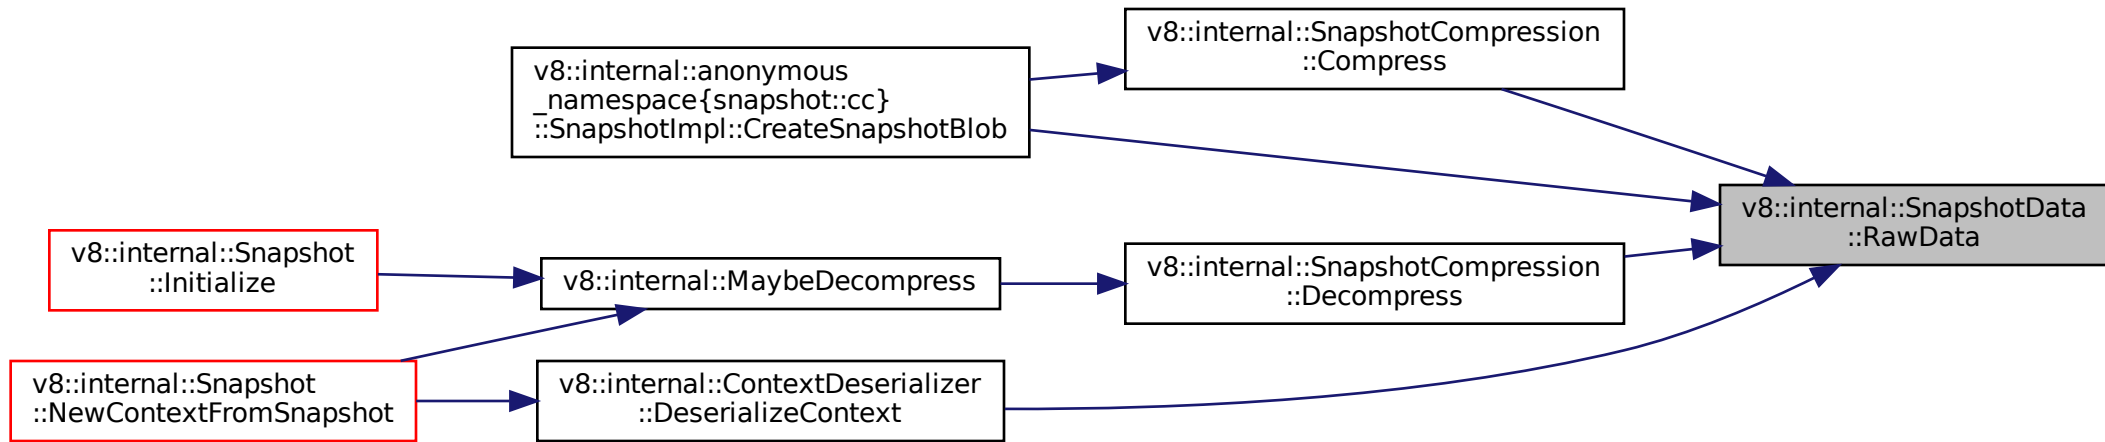 v8::internal::SnapshotCompression
::Compress
v8::internal::anonymous
_namespace{snapshot::cc}
::SnapshotImpl::CreateSnapshotBlob
v8::internal::SnapshotData
::RawData
v8::internal::Snapshot
::Initialize
v8::internal::MaybeDecompress
v8::internal::SnapshotCompression
::Decompress
v8::internal::Snapshot
::NewContextFromSnapshot
v8::internal::ContextDeserializer
::DeserializeContext